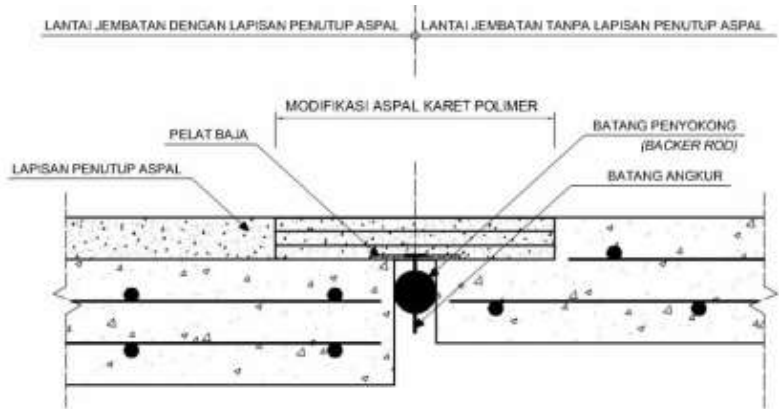 LANTAI JEMBATAN DENGAN LAPISAN PENUTUP ASPAL
LANTAI JEMBATAN TANPA LAPISAN PENUTUP ASPAL
MODIFIKASI ASPAL KARET POLIMER
PELAT BAJA
BATANG PENYOKONG
(BACKER ROD)
LAPISAN PENUTUP ASPAL
BATANG ANGKUR